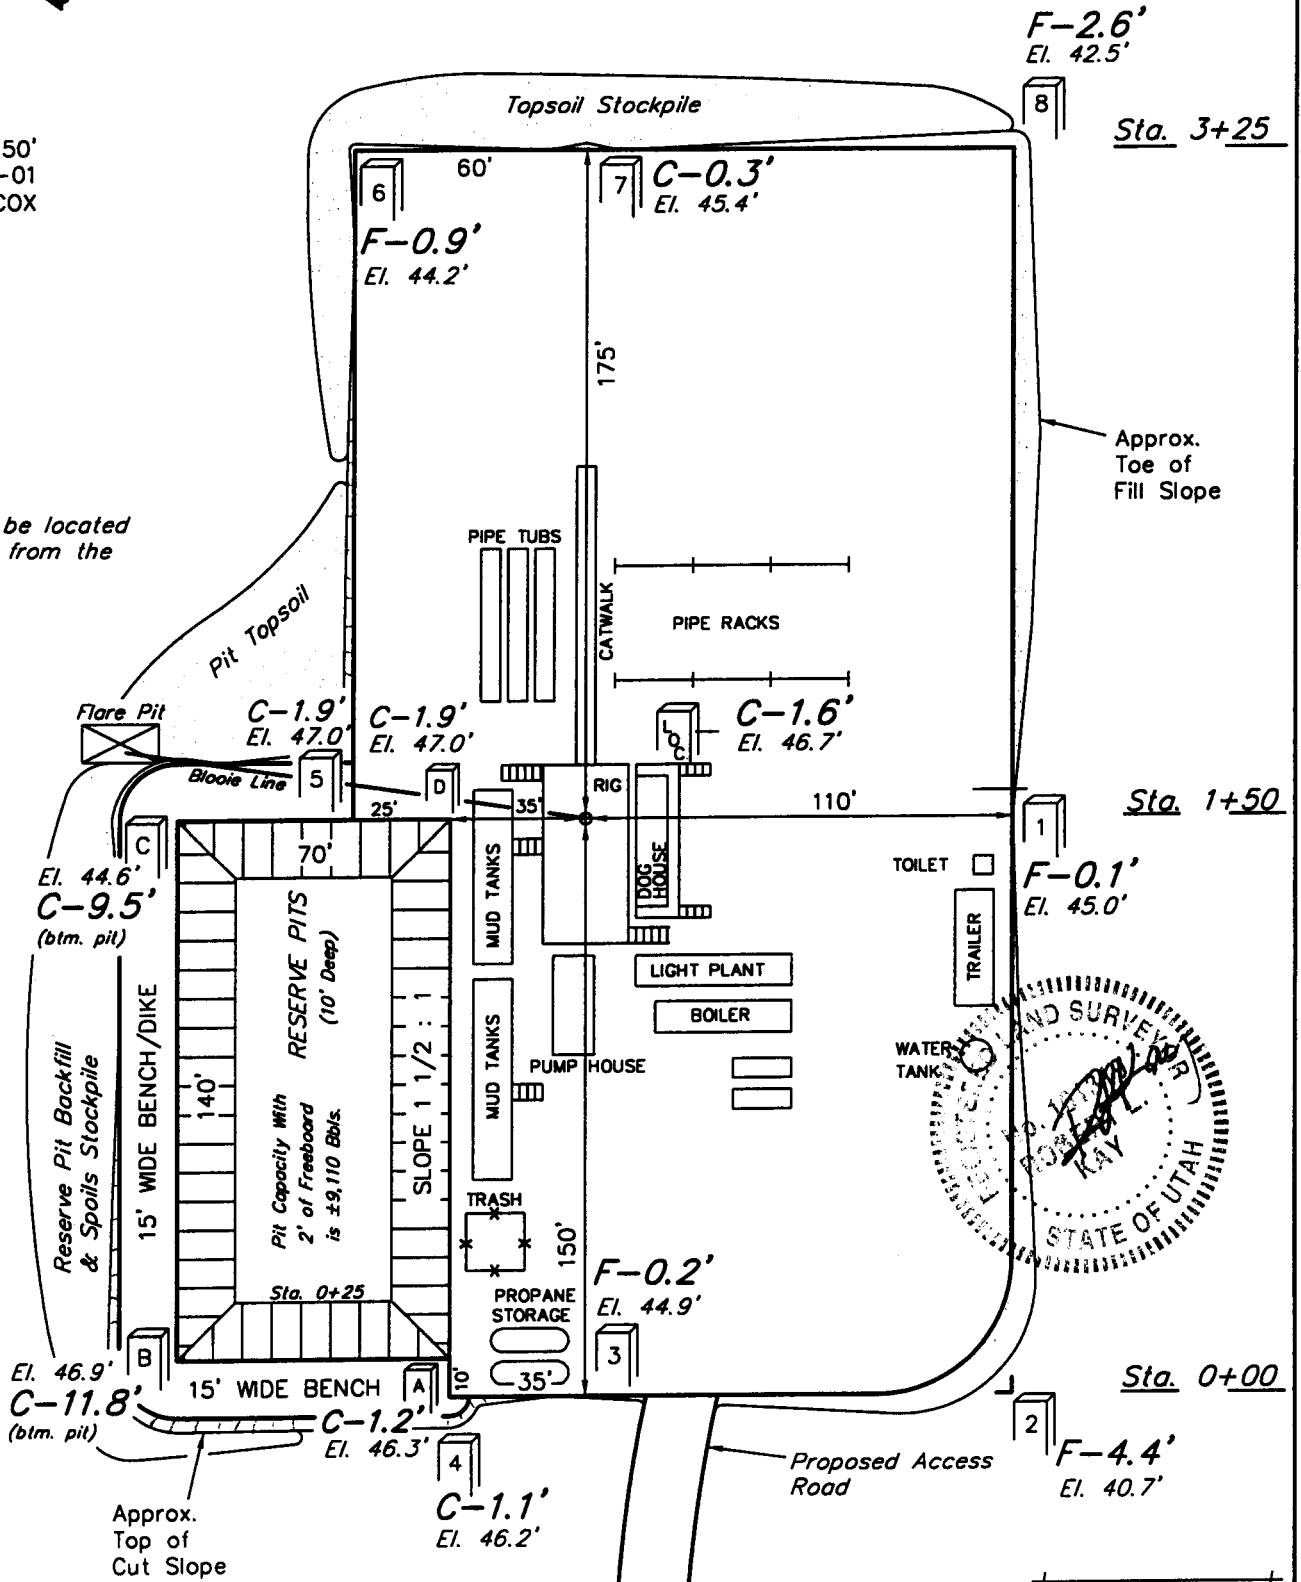 F-2.6'
El. 42.5'
8
Sta. 3+25
Topsoil Stockpile
50'
-01
COX
60'
6
7
C-0.3'
El. 45.4'
F-0.9'
El. 44.2'
175'
Approx.
Toe of
Fill Slope
be located
from the
PIPE TUBS
CATWALK
PIPE RACKS
Pit Topsoil
Flare Pit
C-1.9'
El. 47.0'
C-1.9'
El. 47.0'
LOC.
C-1.6'
El. 46.7'
Blooie Line
5
D
RIG
25'
35'
110'
Sta. 1+50
1
F-0.1'
El. 45.0'
C
El. 44.6'
C-9.5'
(btm. pit)
70'
MUD TANKS
DOG
HOUSE
TOILET
TRAILER
RESERVE PITS
(10' Deep)
LIGHT PLANT
BOILER
PUMP HOUSE
WATER
TANK
Reserve Pit Backfill
& Spoils Stockpile
15' WIDE BENCH/DIKE
140'
Pit Capacity With
2' of Freeboard
is ±9,110 Bbls.
SLOPE 1 1/2 : 1
MUD TANKS
LAND SURVEYOR
ROBERT L.
KAY
STATE OF UTAH
TRASH
150'
F-0.2'
El. 44.9'
Sta. 0+25
PROPANE
STORAGE
3
35'
10'
B
El. 46.9'
C-11.8'
(btm. pit)
15' WIDE BENCH
A
C-1.2'
El. 46.3'
Sta. 0+00
2
F-4.4'
El. 40.7'
4
C-1.1'
El. 46.2'
Proposed Access
Road
Approx.
Top of
Cut Slope